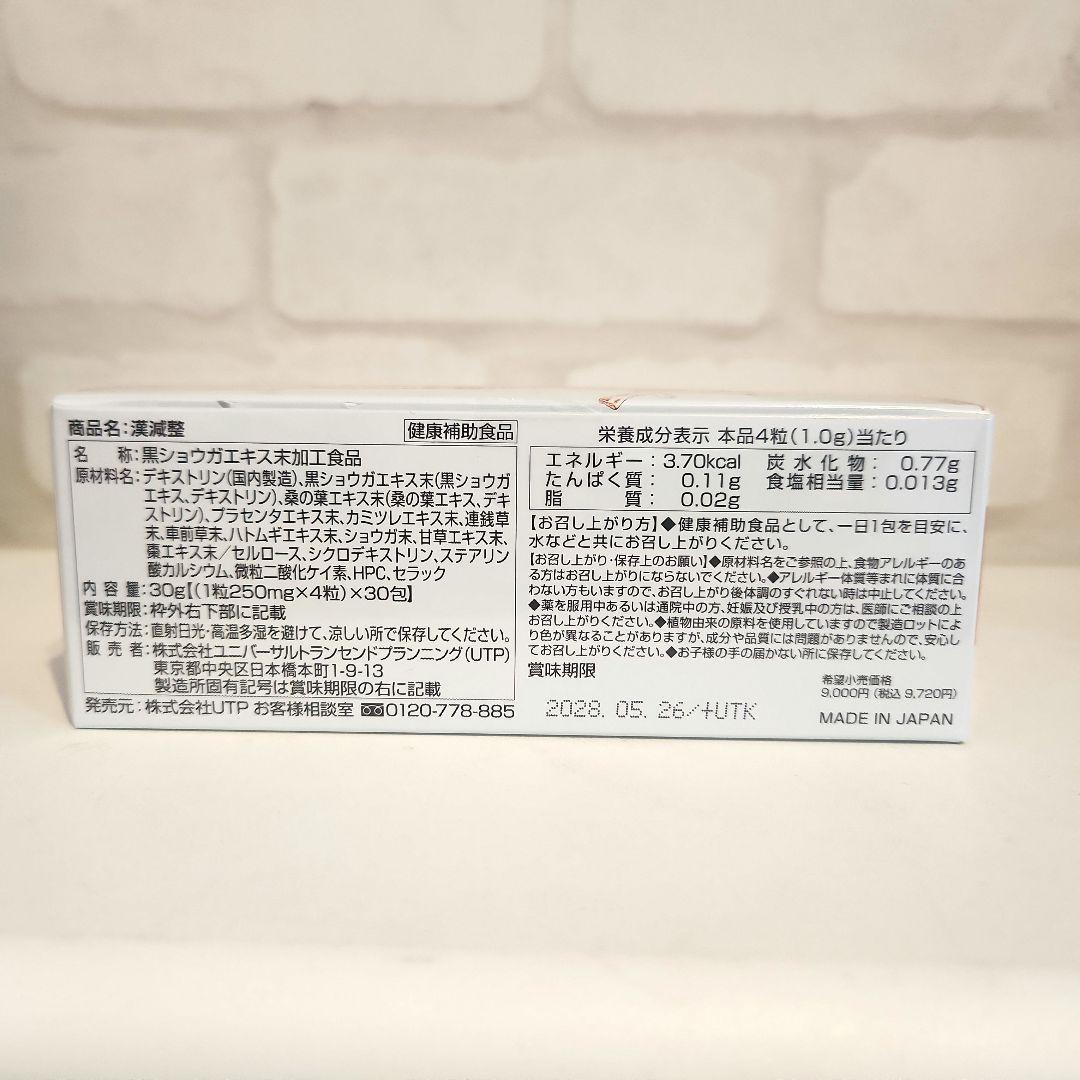 商品名:漢減整
健康補助食品
名 称:黒ショウガエキス末加工食品
原材料名:デキストリン(国内製造)、黒ショウガエキス末(黒ショウガ
エキス、デキストリン)、桑の葉エキス末(桑の葉エキス、デキ
ストリン)、プラセンタエキス末、カミツレエキス末、連銭草
末、車前草末、ハトムギエキス末、ショウガ末、甘草エキス末、
棗エキス末/セルロース、シクロデキストリン、ステアリン
酸カルシウム、微粒二酸化ケイ素、HPC、セラック
内容量:30g【(1粒250mg×4粒)×30包】
賞味期限:枠外右下部に記載
保存方法:直射日光・高温多湿を避けて、涼しい所で保存してください。
販売者:株式会社ユニバーサルトランセンドプランニング(UTP)
東京都中央区日本橋本町1-9-13
製造所固有記号は賞味期限の右に記載
発売元:株式会社UTP お客様相談室 0120-778-885
栄養成分表示 本品4粒(1.0g)当たり
エネルギー:3.70kcal 炭水化物:0.77g
たんぱく質:0.11g 食塩相当量:0.013g
脂質:0.02g
【お召し上がり方】◆健康補助食品として、一日1包を目安に、
水などと共にお召し上がりください。
【お召し上がり・保存上のお願い】◆原材料名をご参照の上、食物アレルギーのあ
る方はお召し上がりにならないでください。◆アレルギー体質等まれに体質に合
わない方もいますので、お召し上がり後体調のすぐれない時は中止してください。
◆薬を服用中あるいは通院中の方、妊娠及び授乳中の方は、医師にご相談の上
お召し上がりください。◆植物由来の原料を使用していますので製造ロットによ
り色が異なることがありますが、成分や品質には問題がありませんので、安心し
てお召し上がりください。◆お子様の手の届かない所に保存してください。
賞味期限
2028.05.26/+UTK
希望小売価格
9,000円(税込 9,720円)
MADE IN JAPAN